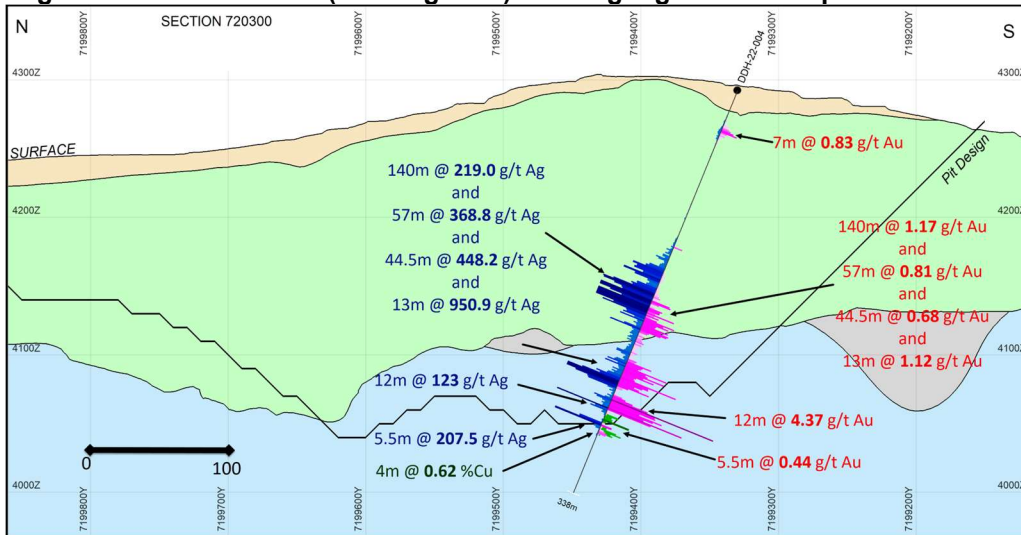 N
SECTION 720300
S
7199800Y
7199600Y
7199500Y
7199400Y
7199300Y
7199200Y
DDH-22-004
4300Z
4300Z
SURFACE
7m @ 0.83 g/t Au
Pit Design
140m @ 219.0 g/t Ag
and
57m @ 368.8 g/t Ag
and
44.5m @ 448.2 g/t Ag
and
13m @ 950.9 g/t Ag
4200Z
4200Z
140m @ 1.17 g/t Au
and
57m @ 0.81 g/t Au
and
44.5m @ 0.68 g/t Au
and
13m @ 1.12 g/t Au
4100Z
4100Z
12m @ 123 g/t Ag
12m @ 4.37 g/t Au
5.5m @ 207.5 g/t Ag
5.5m @ 0.44 g/t Au
4m @ 0.62 %Cu
0
100
4000Z
4000Z
338m
7199800Y
7199700Y
7199600Y
7199500Y
7199400Y
7199300Y
7199200Y